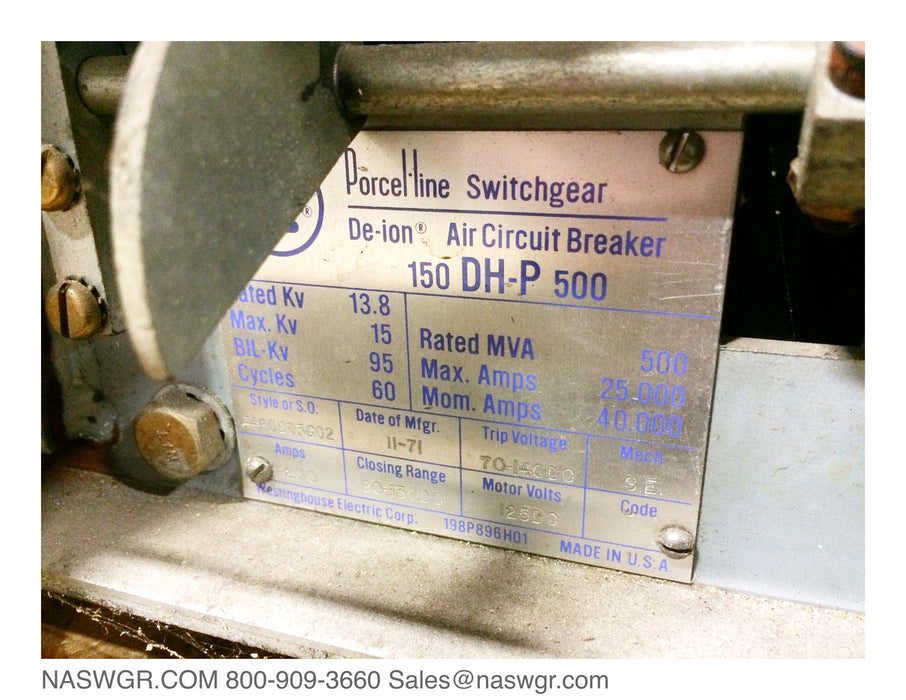 Porcel-line Switchgear
De-ion® Air Circuit Breaker
150 DH-P 500
ated Kv 13.8
Max. Kv 15
BIL-Kv 95
Cycles 60
Rated MVA 500
Max. Amps 25.000
Mom. Amps 40.000
Style or S.O.
Date of Mfgr. 11-71
Trip Voltage 70-140DC
Mech. S.E.
Amps
Closing Range
Motor Volts 125DC
Code
Westinghouse Electric Corp. 198P896H01 MADE IN U.S.A.
NASWGR.COM 800-909-3660 Sales@naswgr.com